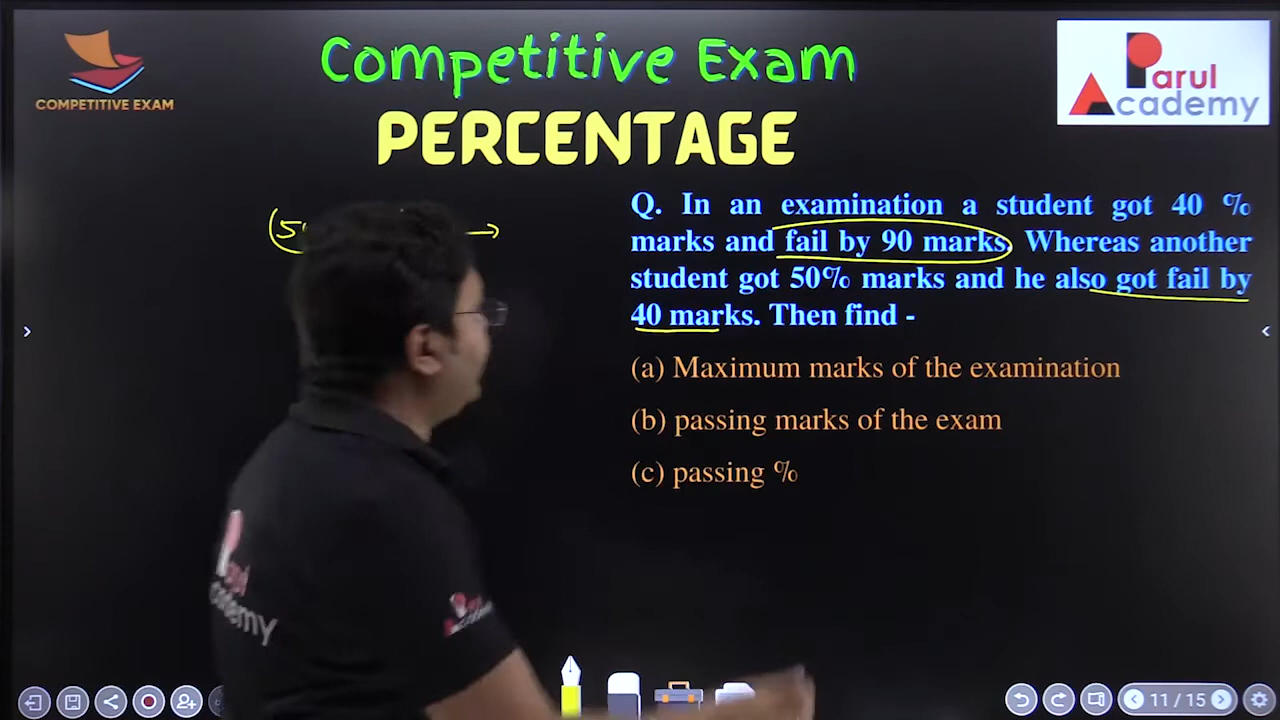 Competitive Exam
COMPETITIVE EXAM
Parul
Academy
PERCENTAGE
Q. In an examination a student got 40 %
marks and fail by 90 marks. Whereas another
student got 50% marks and he also got fail by
40 marks. Then find -
(a) Maximum marks of the examination
(b) passing marks of the exam
(c) passing %
11 / 15